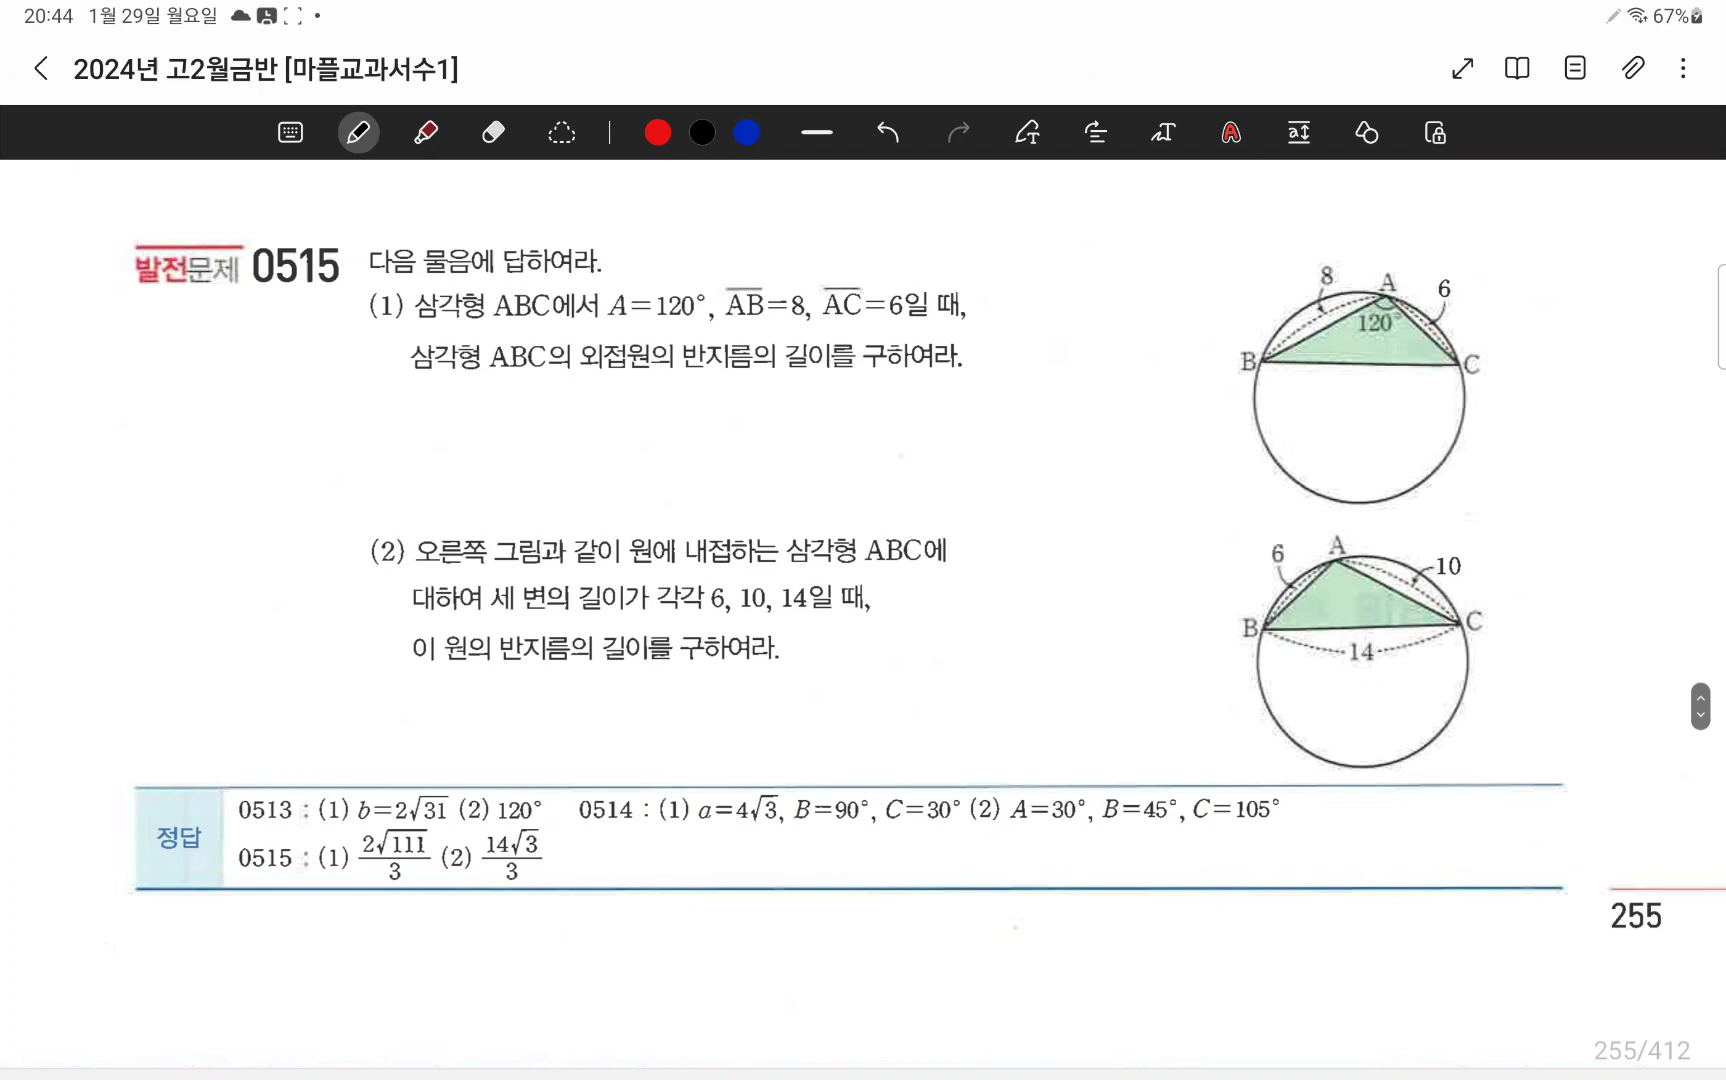 20:44 1월 29일 월요일
67%
2024년 고2월금반 [마플교과서수1]
발전문제 0515 다음 물음에 답하여라.
(1) 삼각형 ABC에서 A=120°, AB=8, AC=6일 때,
삼각형 ABC의 외접원의 반지름의 길이를 구하여라.
8
A
6
120°
B
C
(2) 오른쪽 그림과 같이 원에 내접하는 삼각형 ABC에
대하여 세 변의 길이가 각각 6, 10, 14일 때,
이 원의 반지름의 길이를 구하여라.
6
A
10
B
C
14
정답
0513 : (1) b=2√31 (2) 120° 0514 : (1) a=4√3, B=90°, C=30° (2) A=30°, B=45°, C=105°
0515 : (1) 2√111/3 (2) 14√3/3
255
255/412